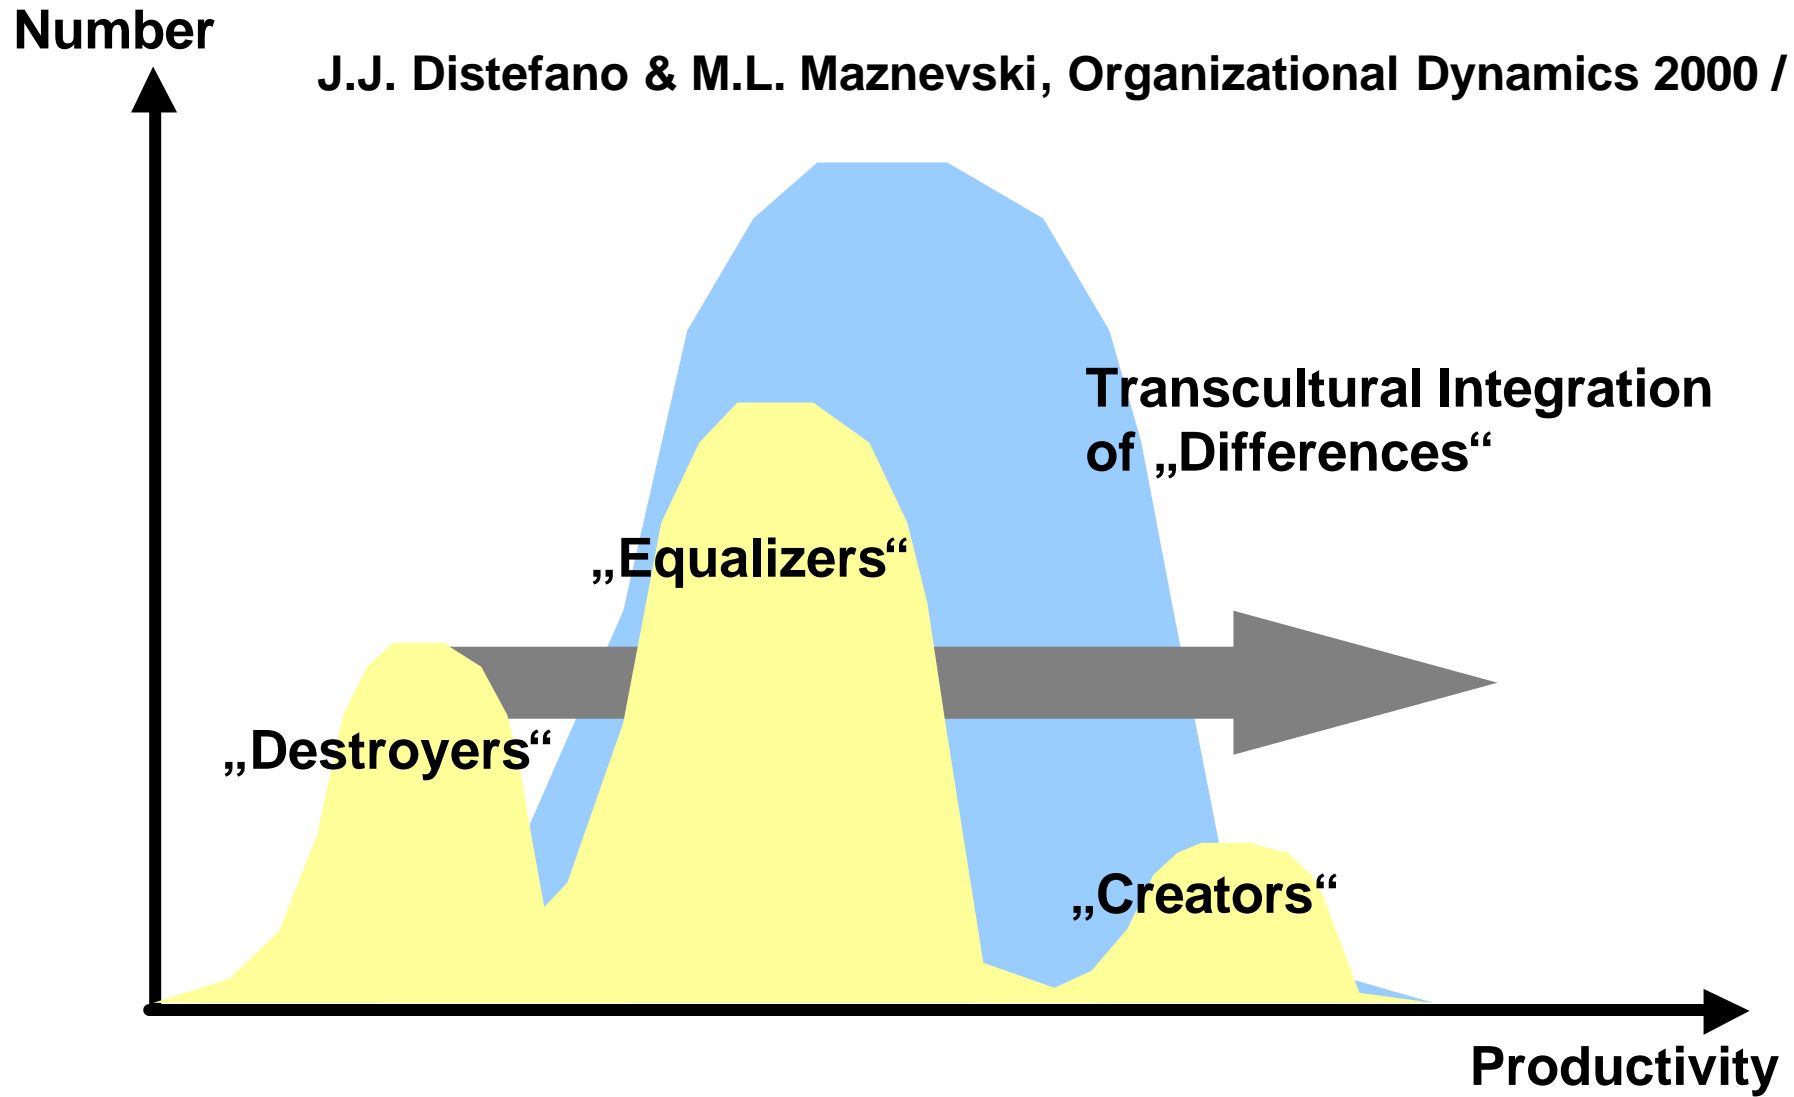 Number
J.J. Distefano & M.L. Maznevski, Organizational Dynamics 2000 /
Transcultural Integration
of „Differences“
„Equalizers“
„Destroyers“
„Creators“
Productivity